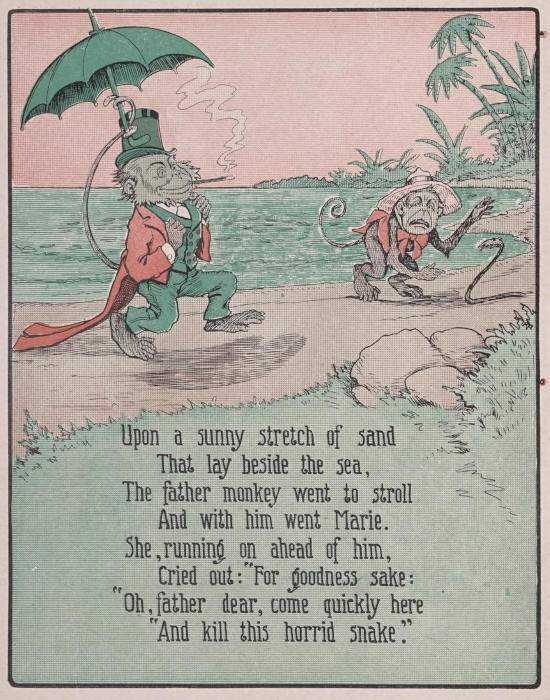 Upon a sunny stretch of sand
That lay beside the sea,
The father monkey went to stroll
And with him went Marie.
She, running on ahead of him,
Cried out: "For goodness sake:
"Oh, father dear, come quickly here
"And kill this horrid snake."